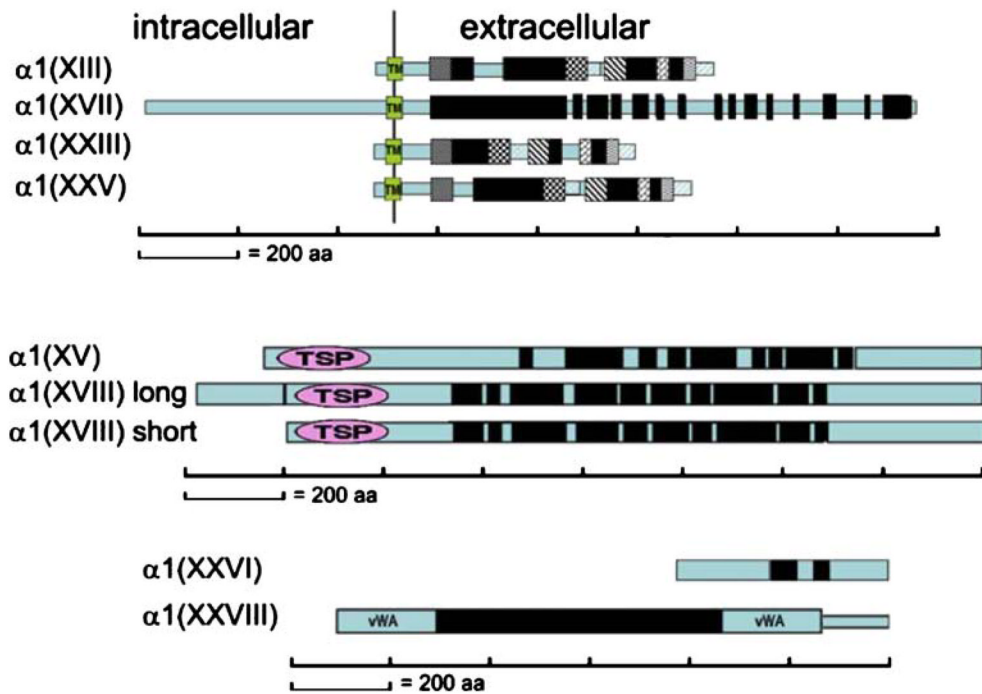 intracellular extracellular
α1(XIII) TM
α1(XVII) TM
α1(XXIII) TM
α1(XXV) TM
= 200 aa
α1(XV) TSP
α1(XVIII) long TSP
α1(XVIII) short TSP
= 200 aa
α1(XXVI)
α1(XXVIII) vWA vWA
= 200 aa